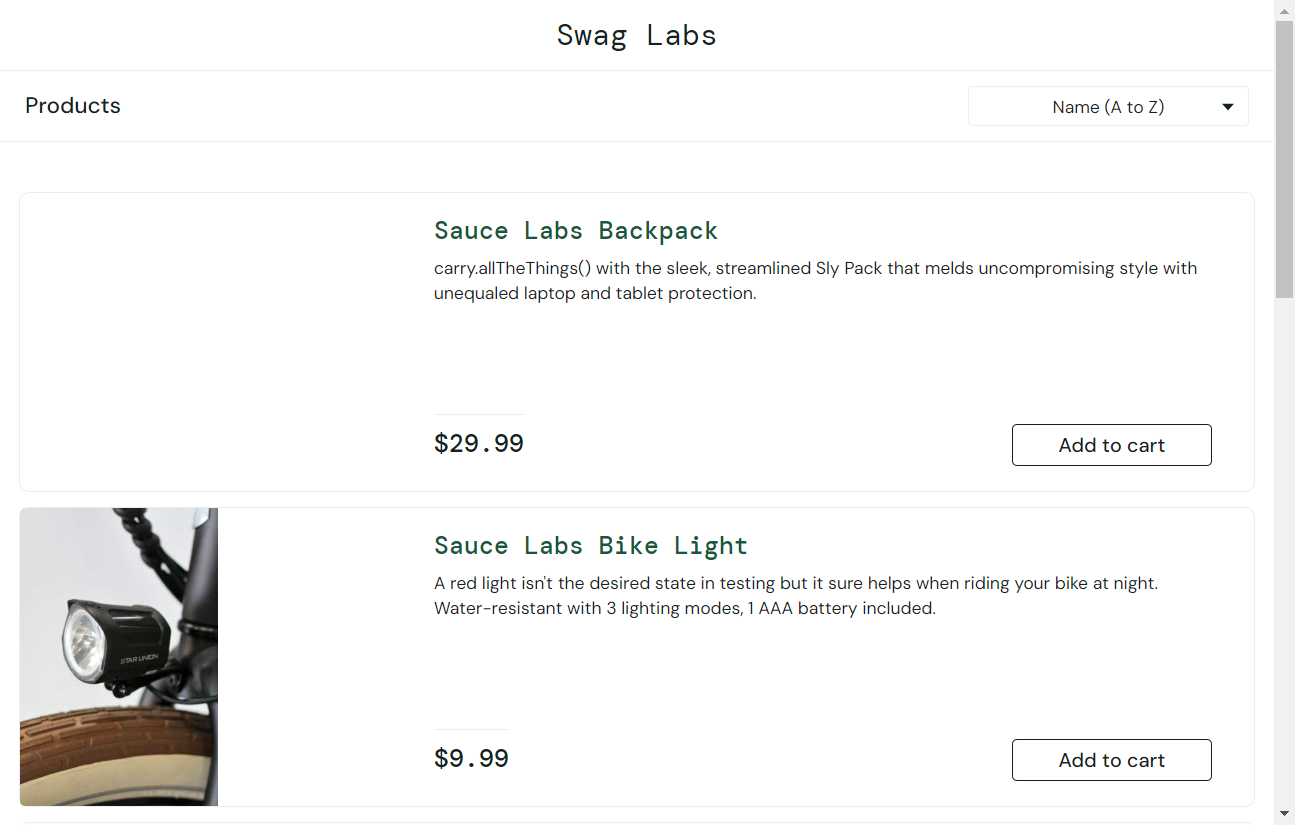 Swag Labs
Products
Name (A to Z)
Sauce Labs Backpack
carry.allTheThings() with the sleek, streamlined Sly Pack that melds uncompromising style with
unequaled laptop and tablet protection.
$29.99
Add to cart
Sauce Labs Bike Light
A red light isn't the desired state in testing but it sure helps when riding your bike at night.
Water-resistant with 3 lighting modes, 1 AAA battery included.
STAR UNION
$9.99
Add to cart